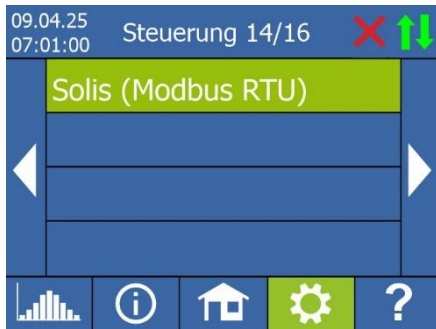 09.04.25
07:01:00
Steuerung 14/16
Solis (Modbus RTU)
?